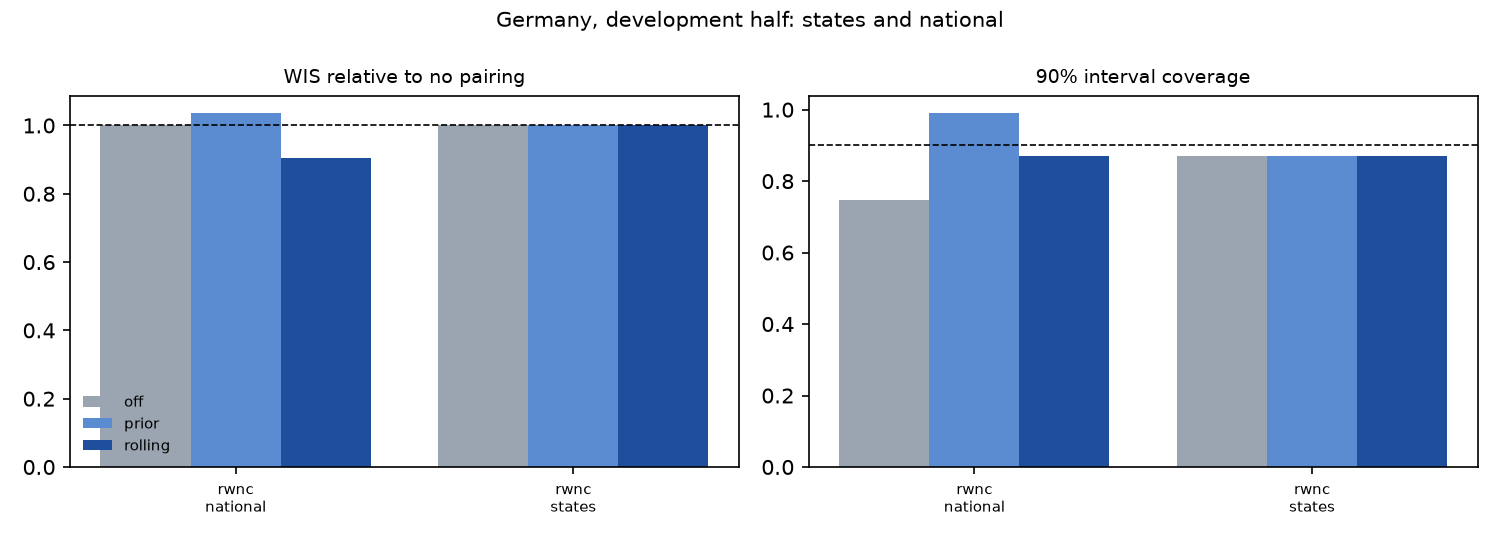 Germany, development half: states and national
WIS relative to no pairing
1.0
0.8
0.6
0.4
0.2
0.0
off
prior
rolling
rwnc
national
rwnc
states
90% interval coverage
1.0
0.8
0.6
0.4
0.2
0.0
rwnc
national
rwnc
states